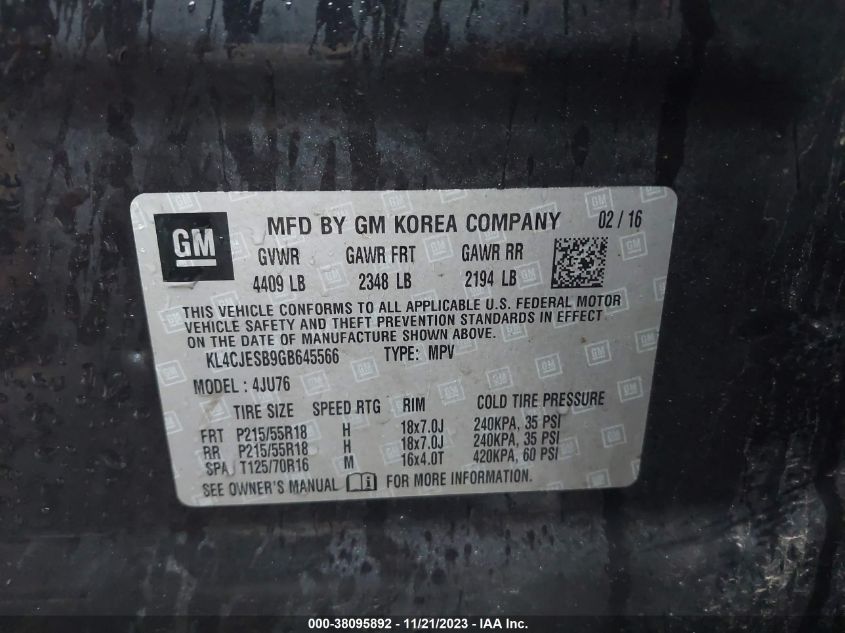 GM
MFD BY GM KOREA COMPANY 02 / 16
GVWR GAWR FRT GAWR RR
4409 LB 2348 LB 2194 LB
THIS VEHICLE CONFORMS TO ALL APPLICABLE U.S. FEDERAL MOTOR
VEHICLE SAFETY AND THEFT PREVENTION STANDARDS IN EFFECT
ON THE DATE OF MANUFACTURE SHOWN ABOVE.
KL4CJESB9GB645566 TYPE: MPV
MODEL : 4JU76
TIRE SIZE SPEED RTG RIM COLD TIRE PRESSURE
FRT P215/55R18 H 18x7.0J 240KPA, 35 PSI
RR P215/55R18 H 18x7.0J 240KPA, 35 PSI
SPA T125/70R16 M 16x4.0T 420KPA, 60 PSI
SEE OWNER'S MANUAL FOR MORE INFORMATION.
000-38095892 - 11/21/2023 - IAA Inc.